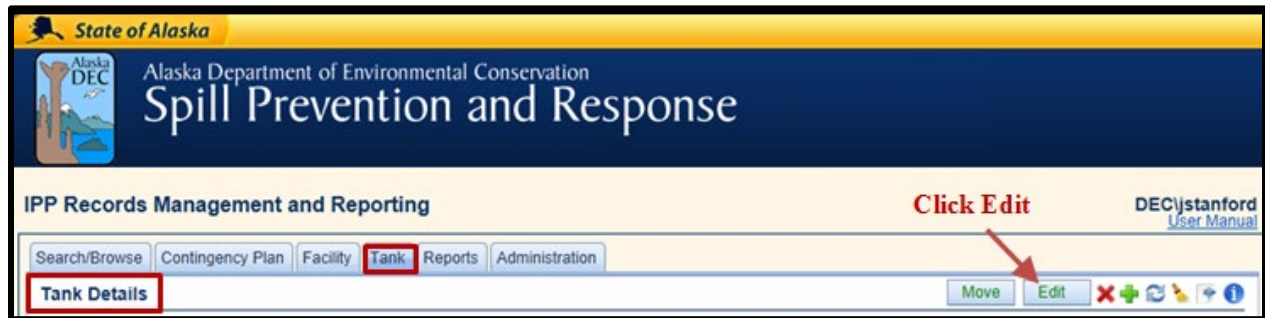 State of Alaska
Alaska
DEC
Alaska Department of Environmental Conservation
Spill Prevention and Response
IPP Records Management and Reporting
Click Edit
DEC\jstanford
User Manual
Search/Browse Contingency Plan Facility Tank Reports Administration
Tank Details Move Edit